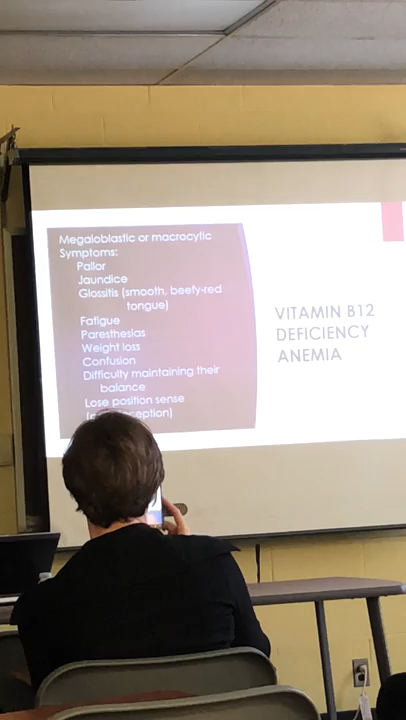 Megaloblastic or macrocytic
Symptoms:
Pallor
Jaundice
Glossitis (smooth, beefy-red
tongue)
Fatigue
Paresthesias
Weight loss
Confusion
Difficulty maintaining their
balance
Lose position sense
VITAMIN B12
DEFICIENCY
ANEMIA